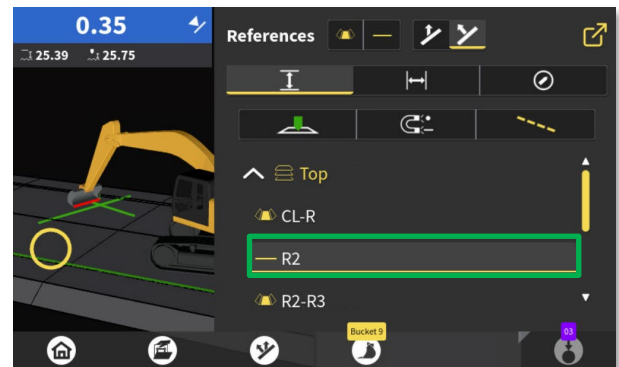 0.35
25.39 25.75
References
Top
CL-R
R2
R2-R3
Bucket 9
03